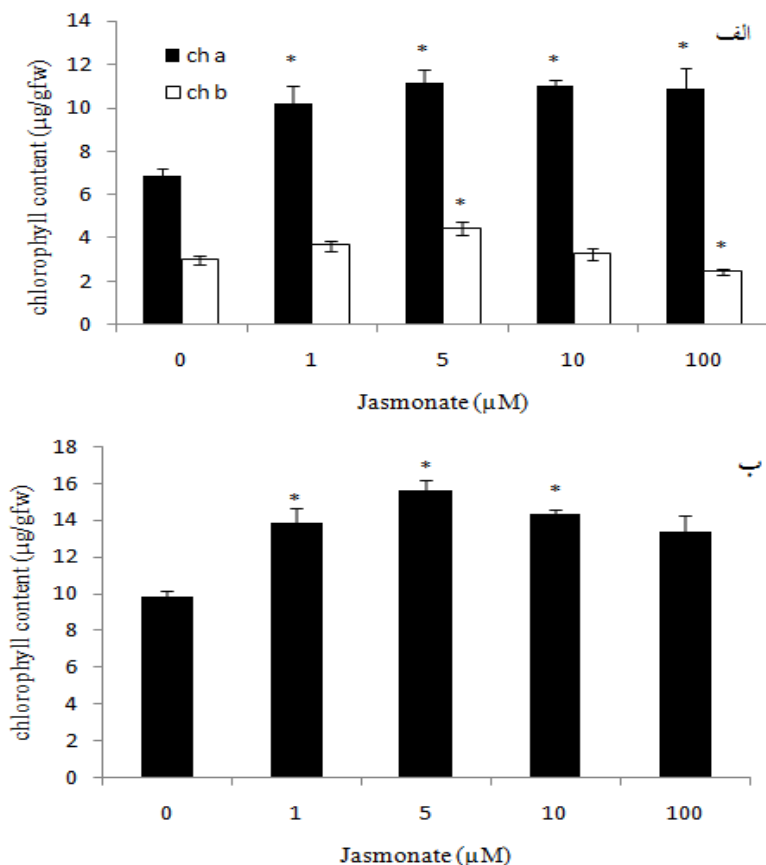 الف
ch a
ch b
chlorophyll content (µg/gfw)
14
12
10
8
6
4
2
0
* * * *
* *
0 1 5 10 100
Jasmonate (µM)
ب
chlorophyll content (µg/gfw)
18
16
14
12
10
8
6
4
2
0
* * *
0 1 5 10 100
Jasmonate (µM)